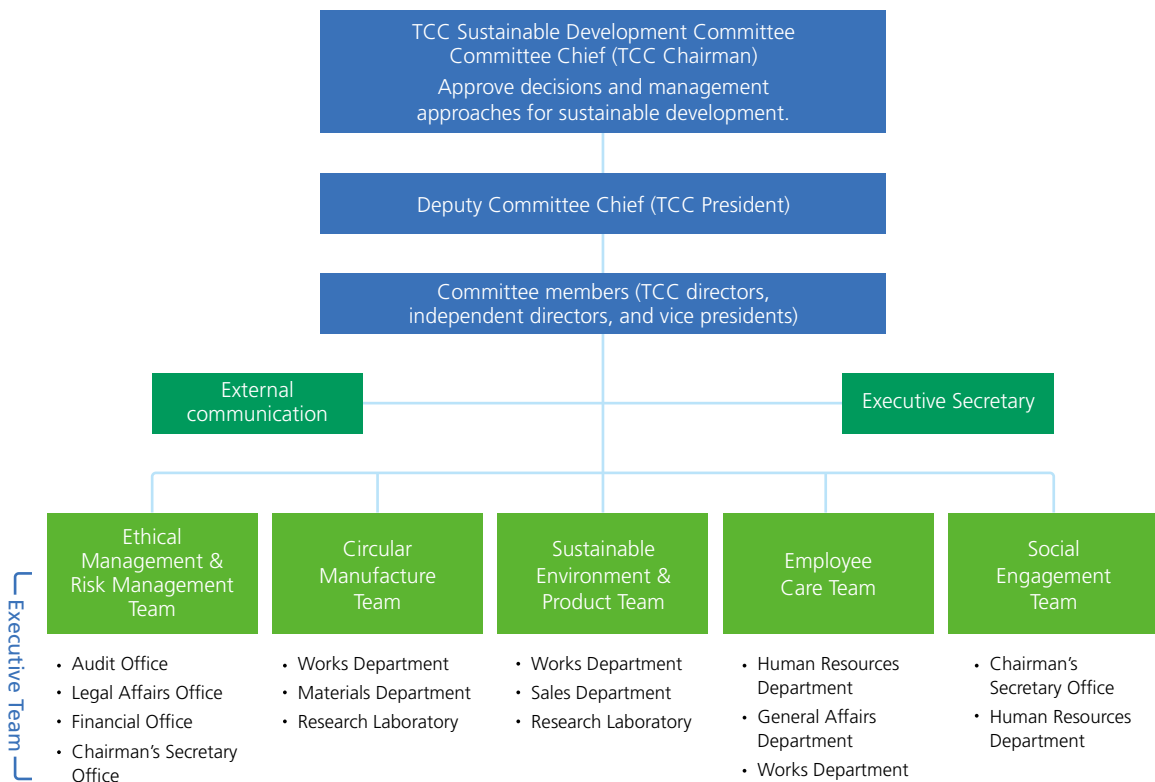 TCC Sustainable Development Committee
Committee Chief (TCC Chairman)
Approve decisions and management
approaches for sustainable development.
Deputy Committee Chief (TCC President)
Committee members (TCC directors,
independent directors, and vice presidents)
External
communication
Executive Secretary
Ethical
Management &
Risk Management
Team
Circular
Manufacture
Team
Sustainable
Environment &
Product Team
Employee
Care Team
Social
Engagement
Team
Executive Team
• Audit Office
• Legal Affairs Office
• Financial Office
• Chairman’s Secretary
Office
• Works Department
• Materials Department
• Research Laboratory
• Works Department
• Sales Department
• Research Laboratory
• Human Resources
Department
• General Affairs
Department
• Works Department
• Chairman’s
Secretary Office
• Human Resources
Department